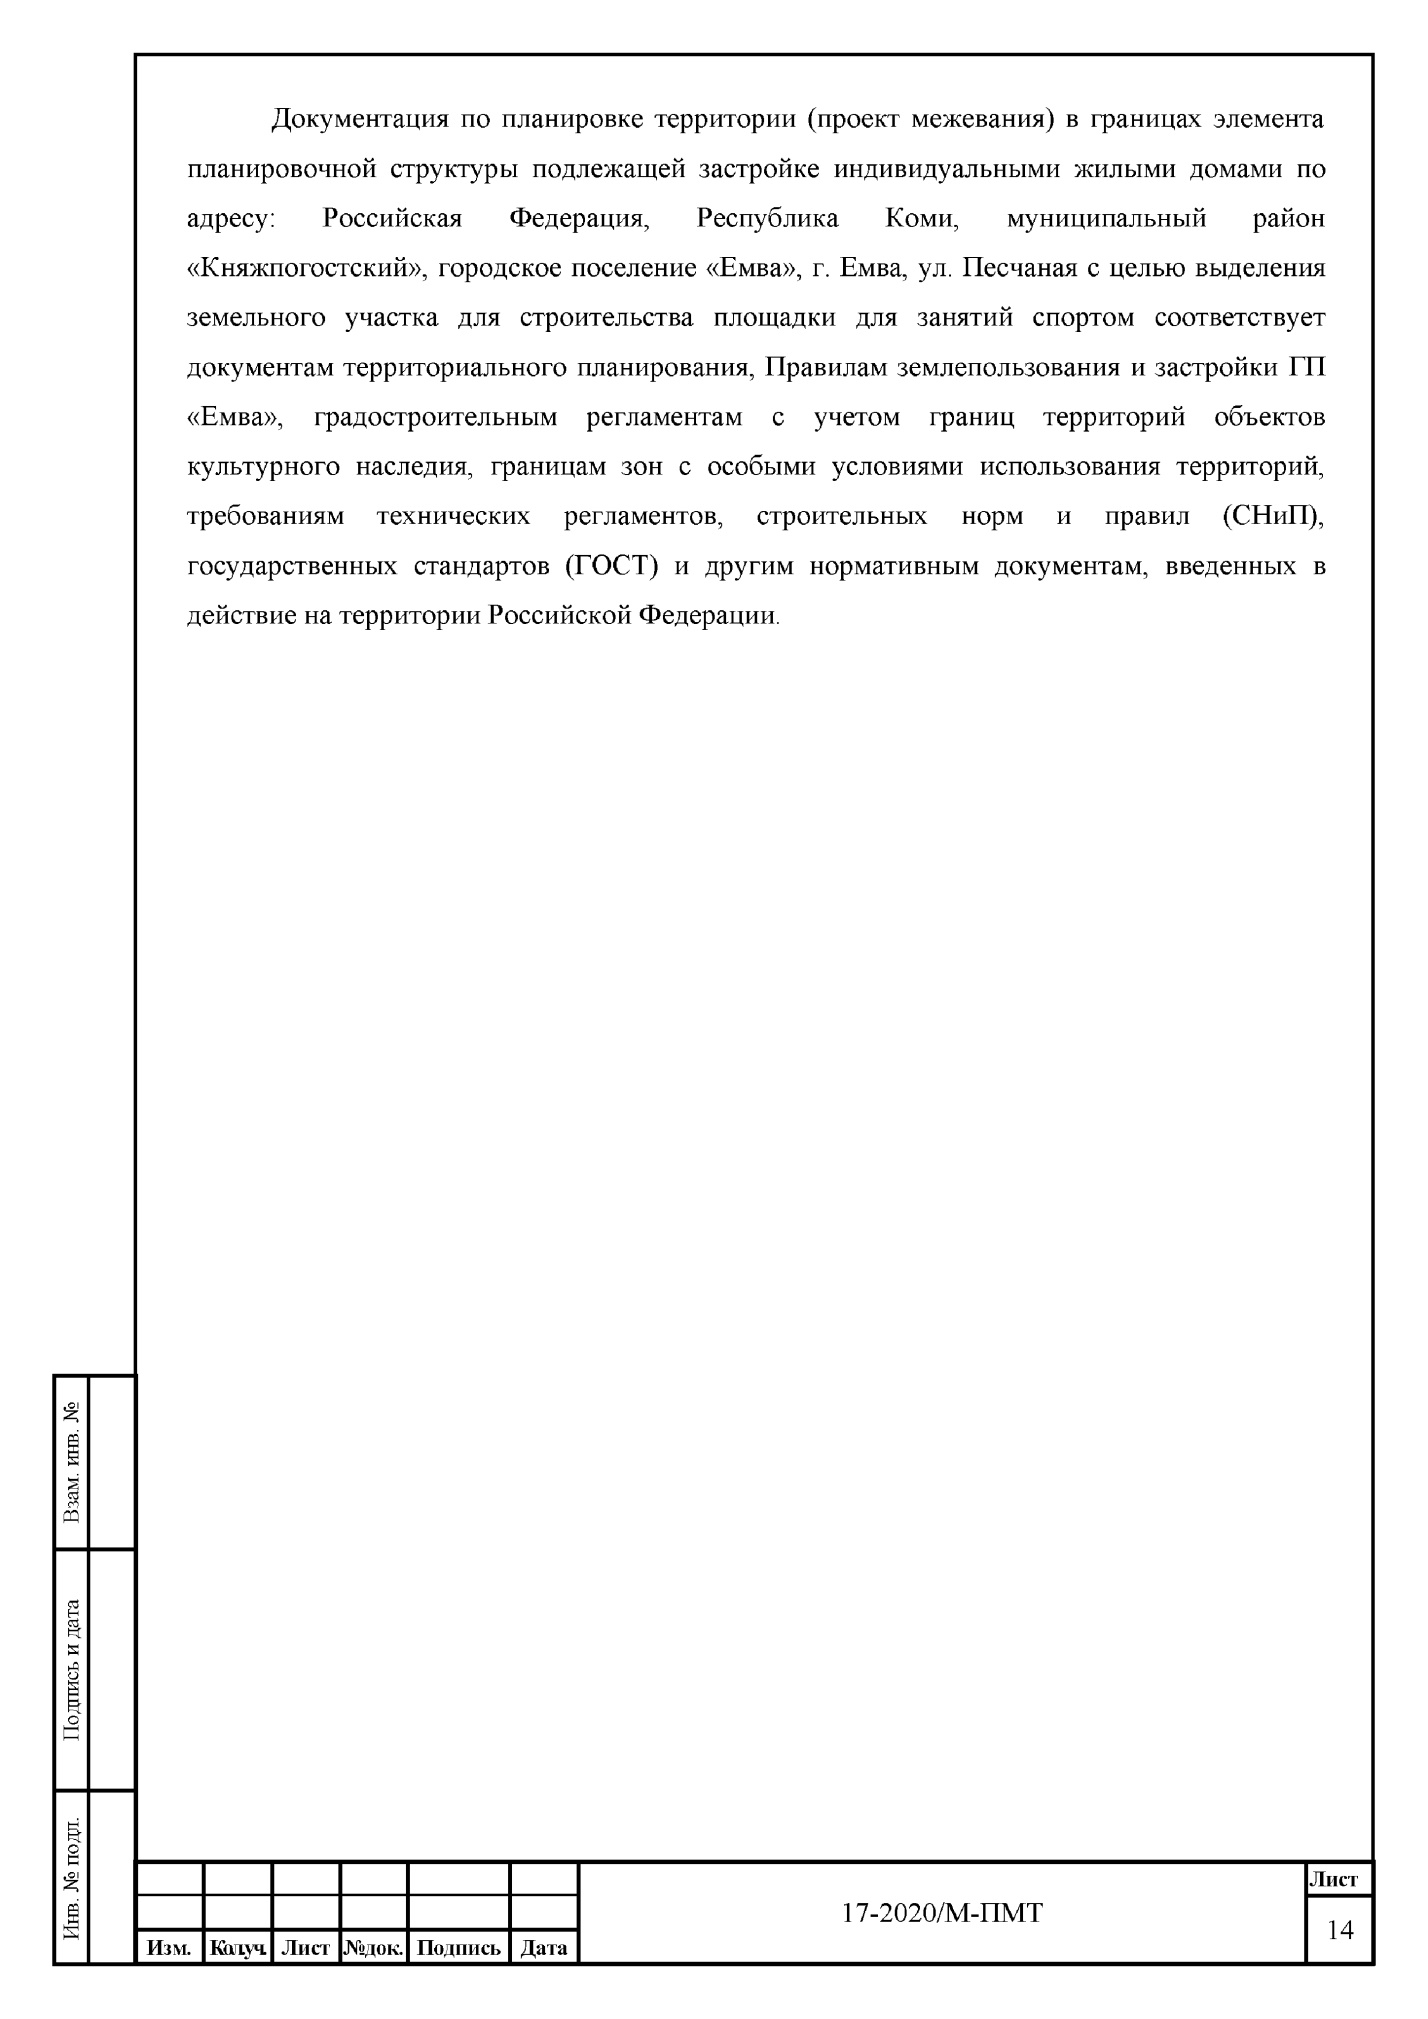 Документация по планировке территории (проект межевания) в границах элемента
планировочной структуры подлежащей застройке индивидуальными жилыми домами по
адресу: Российская Федерация, Республика Коми, муниципальный район
«Княжпогостский», городское поселение «Емва», г. Емва, ул. Песчаная с целью выделения
земельного участка для строительства площадки для занятий спортом соответствует
документам территориального планирования, Правилам землепользования и застройки ГП
«Емва», градостроительным регламентам с учетом границ территорий объектов
культурного наследия, границам зон с особыми условиями использования территорий,
требованиям технических регламентов, строительных норм и правил (СНиП),
государственных стандартов (ГОСТ) и другим нормативным документам, введенных в
действие на территории Российской Федерации.
Взам. инв. №
Подпись и дата
Инв. № подл.
Изм. Кол.уч. Лист №док. Подпись Дата
17-2020/М-ПМТ
Лист
14